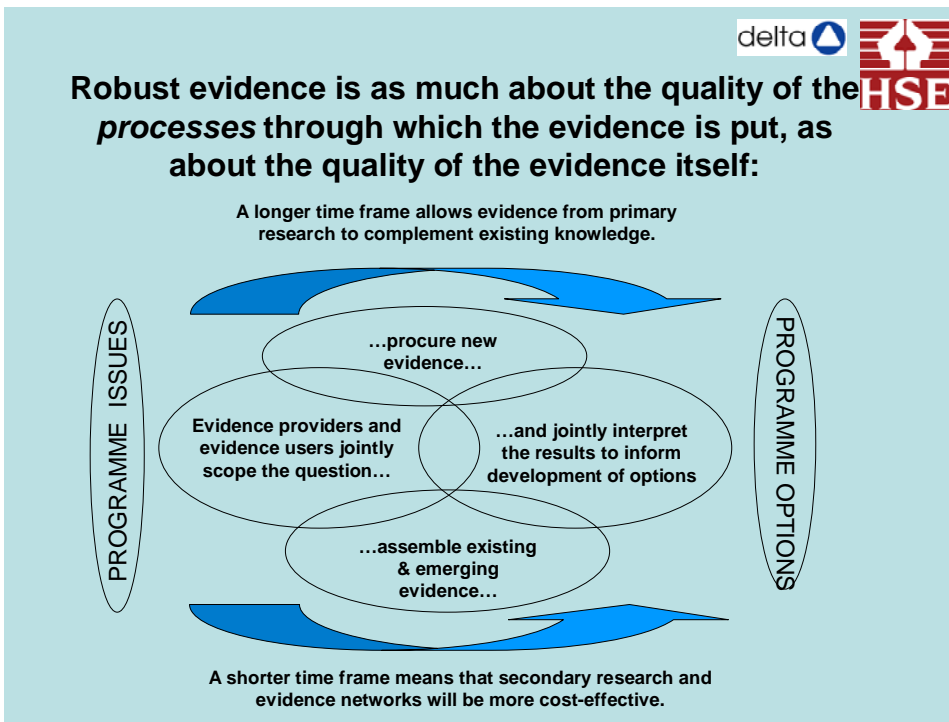 delta
HSE
Robust evidence is as much about the quality of the
processes through which the evidence is put, as
about the quality of the evidence itself:
A longer time frame allows evidence from primary
research to complement existing knowledge.
PROGRAMME ISSUES
…procure new
evidence…
Evidence providers and
evidence users jointly
scope the question…
…and jointly interpret
the results to inform
development of options
…assemble existing
& emerging
evidence…
PROGRAMME OPTIONS
A shorter time frame means that secondary research and
evidence networks will be more cost-effective.